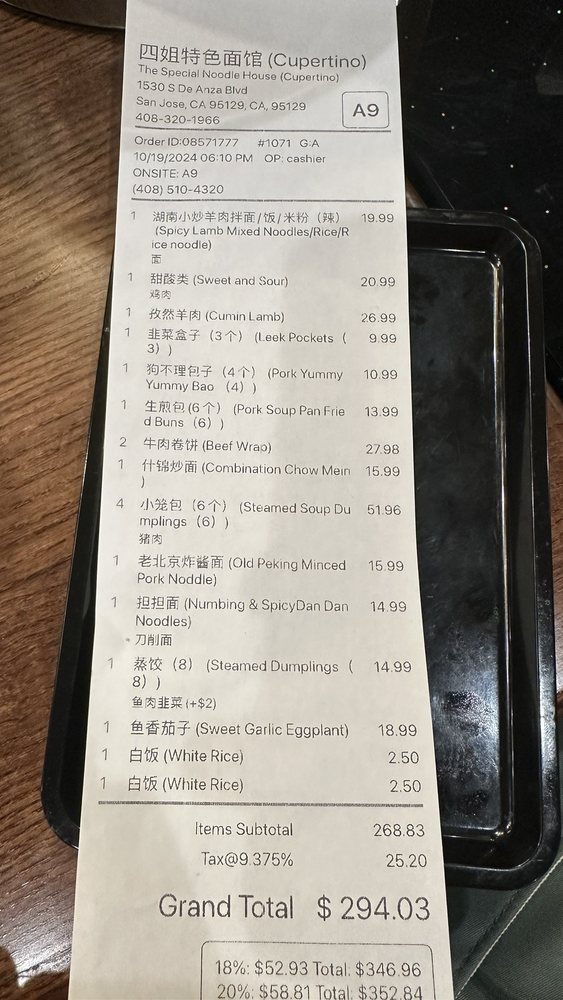 四姐特色面馆 (Cupertino)
The Special Noodle House (Cupertino)
1530 S De Anza Blvd
San Jose, CA 95129, CA, 95129
408-320-1966
A9
Order ID:08571777 #1071 G:A
10/19/2024 06:10 PM OP: cashier
ONSITE: A9
(408) 510-4320
1 湖南小炒羊肉拌面/饭/米粉（辣） 19.99
(Spicy Lamb Mixed Noodles/Rice/R
ice noodle)
面
1 甜酸类 (Sweet and Sour) 20.99
鸡肉
1 孜然羊肉 (Cumin Lamb) 26.99
1 韭菜盒子（3个） (Leek Pockets （ 9.99
3）)
1 狗不理包子（4个） (Pork Yummy 10.99
Yummy Bao （4）)
1 生煎包(6个） (Pork Soup Pan Frie 13.99
d Buns（6）)
2 牛肉卷饼 (Beef Wrap) 27.98
1 什锦炒面 (Combination Chow Mein 15.99
)
4 小笼包（6个） (Steamed Soup Du 51.96
mplings（6）)
猪肉
1 老北京炸酱面 (Old Peking Minced 15.99
Pork Noddle)
1 担担面 (Numbing & SpicyDan Dan 14.99
Noodles)
刀削面
1 蒸饺（8） (Steamed Dumplings （ 14.99
8）)
鱼肉韭菜(+$2)
1 鱼香茄子 (Sweet Garlic Eggplant) 18.99
1 白饭 (White Rice) 2.50
1 白饭 (White Rice) 2.50
Items Subtotal 268.83
Tax@9.375% 25.20
Grand Total $ 294.03
18%: $52.93 Total: $346.96
20%: $58.81 Total: $352.84